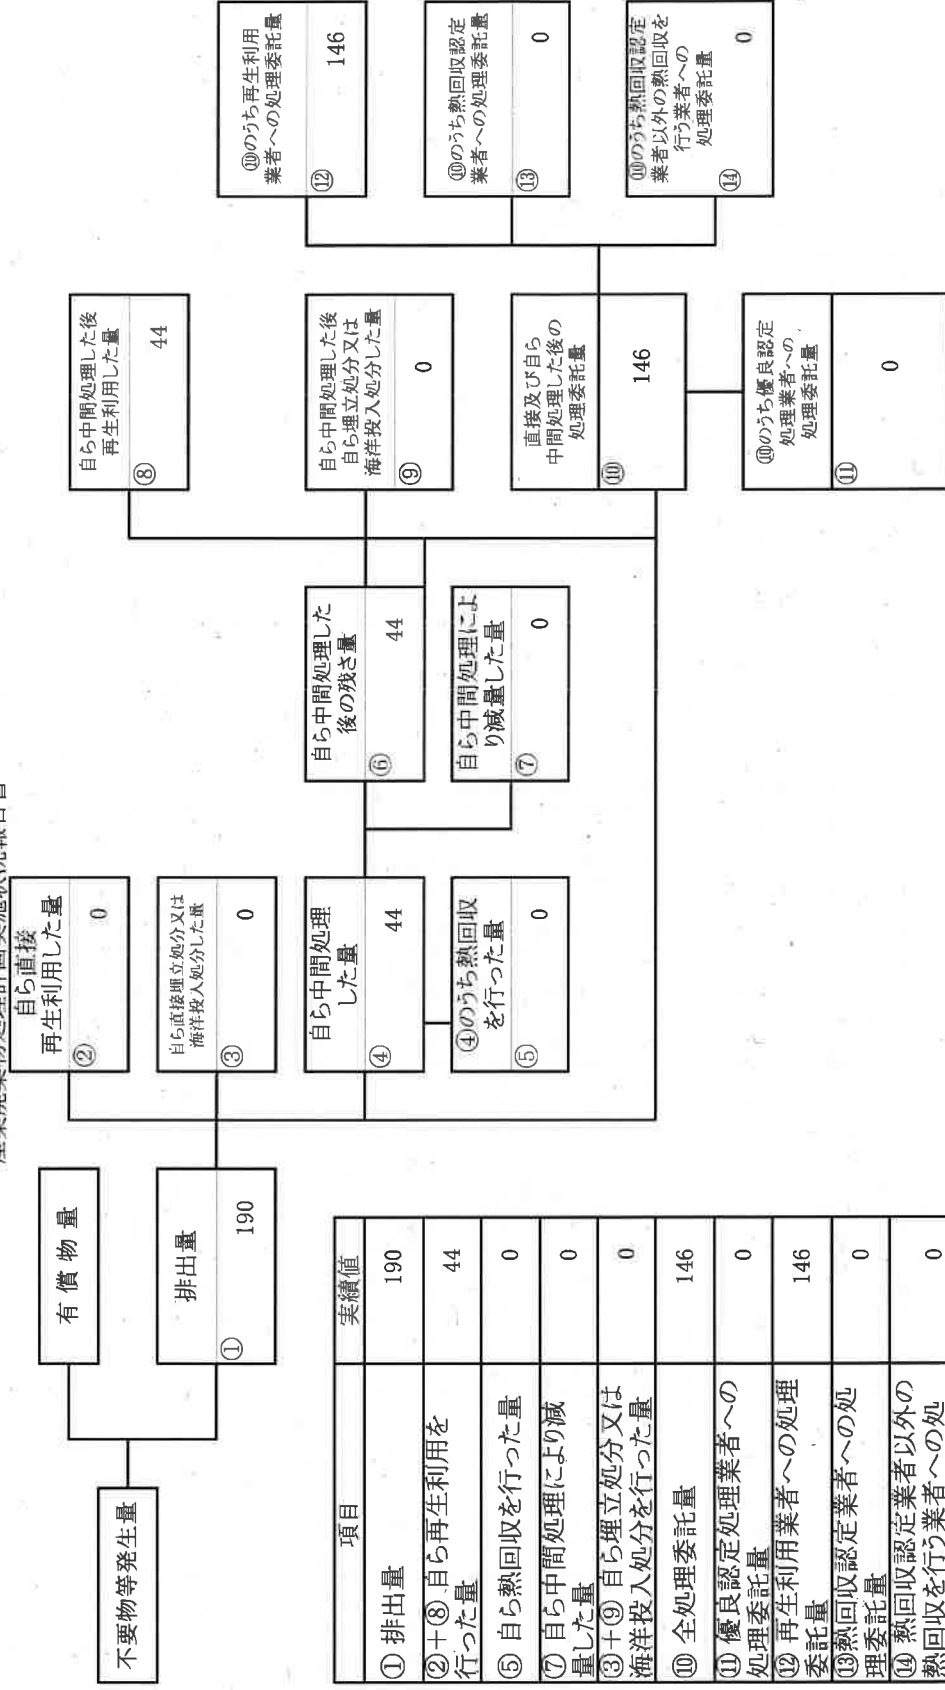 不要物等発生量
有償物量
排出量
① 190
自ら直接
再生利用した量
② 0
自ら直接埋立処分又は
海洋投入処分した量
③ 0
自ら中間処理
した量
④ 44
④のうち熱回収
を行った量
⑤ 0
自ら中間処理した
後の残さ量
⑥ 44
自ら中間処理によ
り減量した量
⑦ 0
自ら中間処理した後
再生利用した量
⑧ 44
自ら中間処理した後
自ら埋立処分又は
海洋投入処分した量
⑨ 0
直接及び自ら
中間処理した後の
処理委託量
⑩ 146
⑩のうち優良認定
処理業者への
処理委託量
⑪ 0
⑩のうち再生利用
業者への処理委託量
⑫ 146
⑩のうち熱回収認定
業者への処理委託量
⑬ 0
⑩のうち熱回収認定
業者以外の熱回収を
行う業者への
処理委託量
⑭ 0
項目 実績値
① 排出量 190
②+⑧ 自ら再生利用を
行った量 44
⑤ 自ら熱回収を行った量 0
⑦ 自ら中間処理により減
量した量 0
③+⑨ 自ら埋立処分又は
海洋投入処分を行った量 0
⑩ 全処理委託量 146
⑪ 優良認定処理業者への
処理委託量 0
⑫ 再生利用業者への処理
委託量 146
⑬熱回収認定業者への処
理委託量 0
⑭ 熱回収認定業者以外の
熱回収を行う業者への処 0